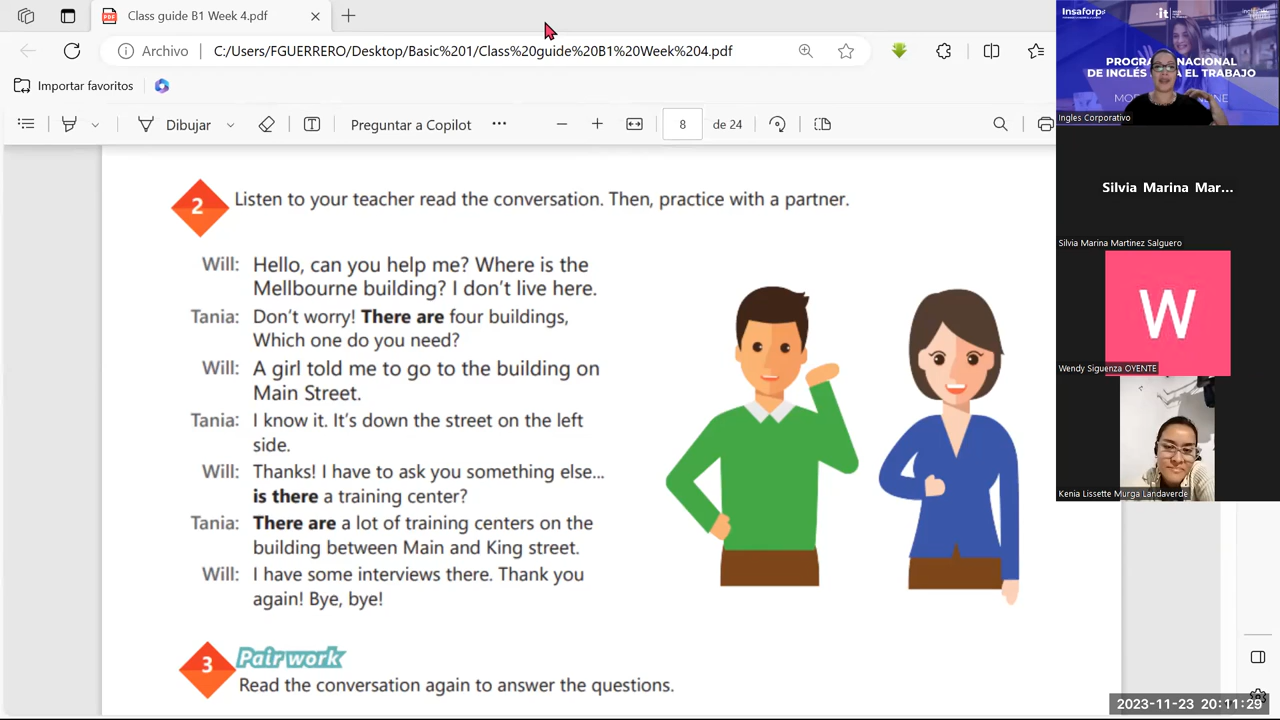 Class guide B1 Week 4.pdf
Archivo
C:/Users/FGUERRERO/Desktop/Basic%201/Class%20guide%20B1%20Week%204.pdf
Importar favoritos
Dibujar
Preguntar a Copilot
8
de 24
2
Listen to your teacher read the conversation. Then, practice with a partner.
Will: Hello, can you help me? Where is the
Mellbourne building? I don't live here.
Tania: Don't worry! There are four buildings,
Which one do you need?
Will: A girl told me to go to the building on
Main Street.
Tania: I know it. It's down the street on the left
side.
Will: Thanks! I have to ask you something else...
is there a training center?
Tania: There are a lot of training centers on the
building between Main and King street.
Will: I have some interviews there. Thank you
again! Bye, bye!
3
Pair work
Read the conversation again to answer the questions.
Insaforp
Ingles Corporativo
Silvia Marina Mar...
Silvia Marina Martinez Salguero
W
Wendy Siguenza OYENTE
Kenia Lissette Murga Landaverde
2023-11-23 20:11:29